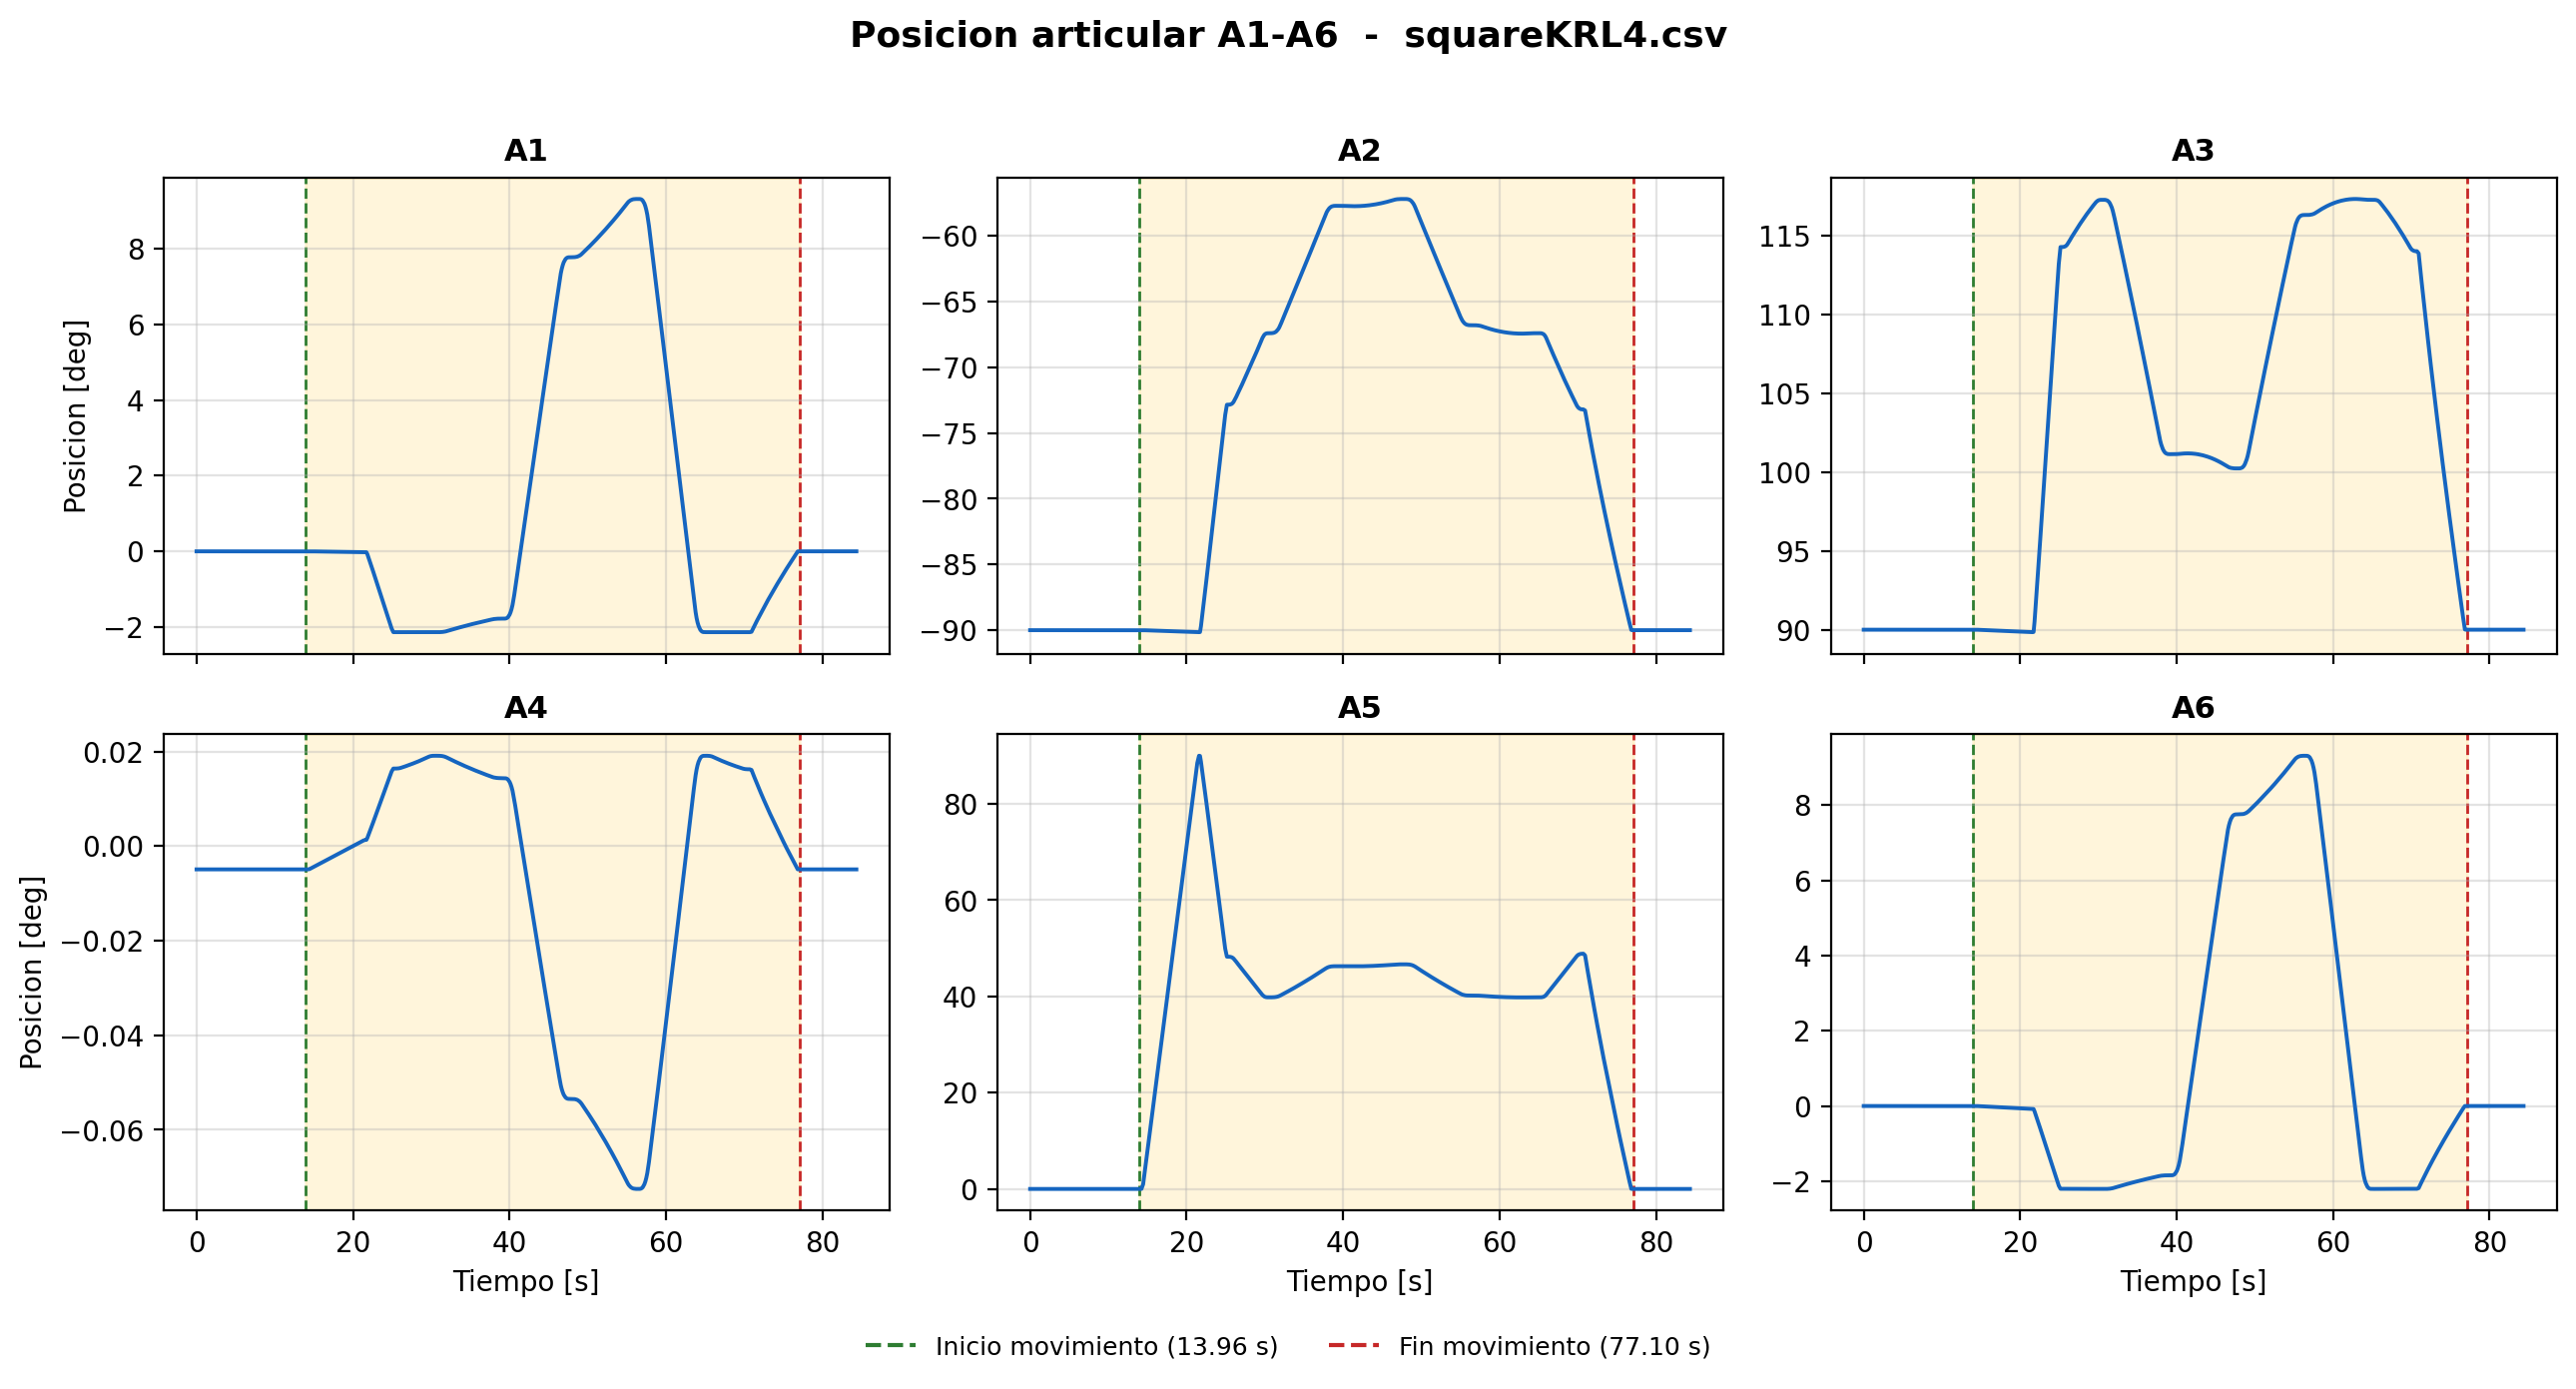 Posicion articular A1-A6  -  squareKRL4.csv
A1
A2
A3
Posicion [deg]
8
6
4
2
0
−2
−60
−65
−70
−75
−80
−85
−90
115
110
105
100
95
90
A4
A5
A6
Posicion [deg]
0.02
0.00
−0.02
−0.04
−0.06
80
60
40
20
0
8
6
4
2
0
−2
0 20 40 60 80
0 20 40 60 80
0 20 40 60 80
Tiempo [s]
Tiempo [s]
Tiempo [s]
Inicio movimiento (13.96 s)
Fin movimiento (77.10 s)